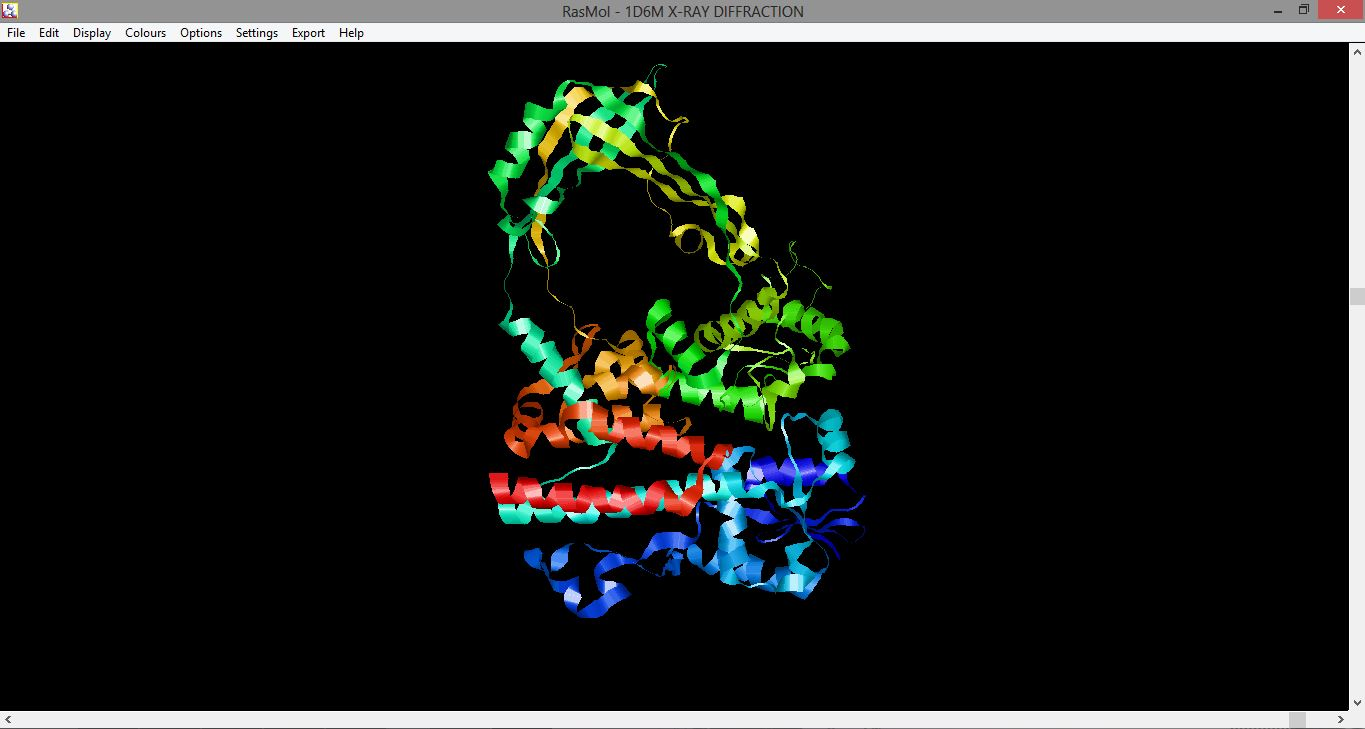 RasMol - 1D6M X-RAY DIFFRACTION
File Edit Display Colours Options Settings Export Help